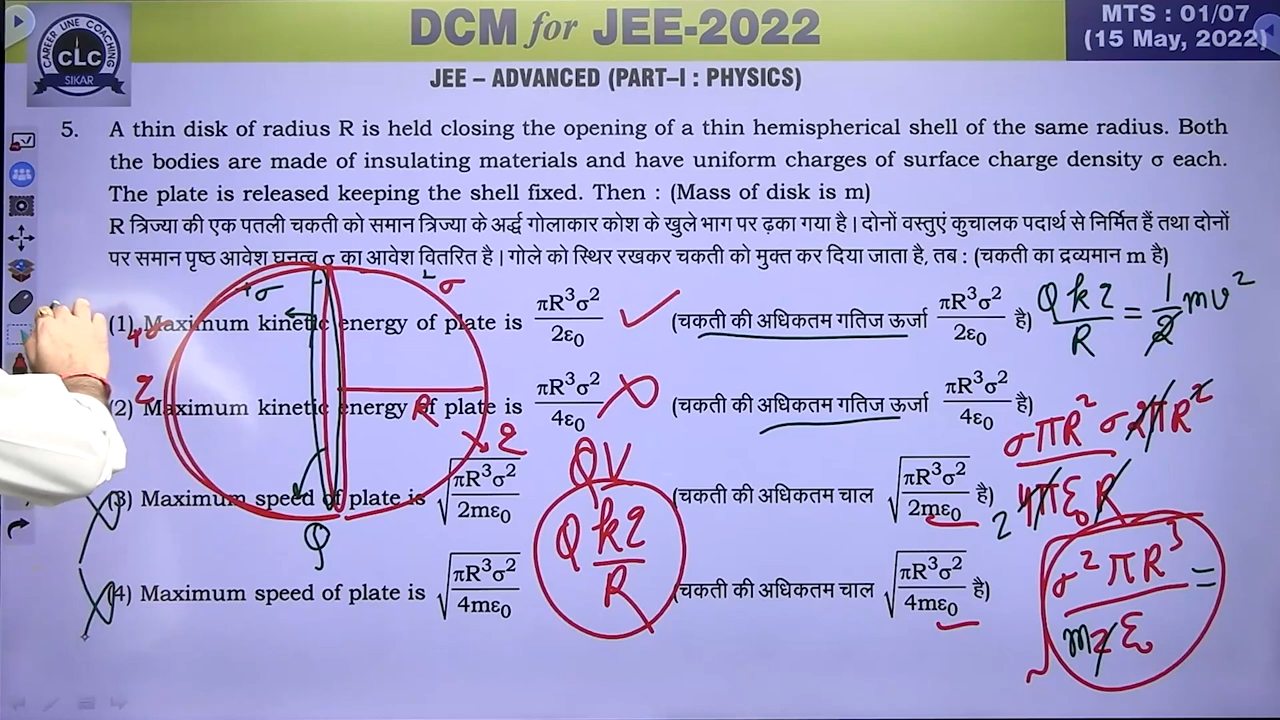 DCM for JEE-2022
MTS : 01/07
(15 May, 2022)
CAREER LINE COACHING
CLC
SIKAR
JEE – ADVANCED (PART–I : PHYSICS)
5. A thin disk of radius R is held closing the opening of a thin hemispherical shell of the same radius. Both
the bodies are made of insulating materials and have uniform charges of surface charge density σ each.
The plate is released keeping the shell fixed. Then : (Mass of disk is m)
R त्रिज्या की एक पतली चकती को समान त्रिज्या के अर्द्ध गोलाकार कोश के खुले भाग पर ढ़का गया है। दोनों वस्तुएं कुचालक पदार्थ से निर्मित हैं तथा दोनों
पर समान पृष्ठ आवेश घनत्व σ का आवेश वितरित है। गोले को स्थिर रखकर चकती को मुक्त कर दिया जाता है, तब : (चकती का द्रव्यमान m है)
+σ σ
(1) Maximum kinetic energy of plate is πR³σ²/2ε₀ (चकती की अधिकतम गतिज ऊर्जा πR³σ²/2ε₀ है) Qkq/R = 1/2 mv²
(2) Maximum kinetic energy of plate is πR³σ²/4ε₀ (चकती की अधिकतम गतिज ऊर्जा πR³σ²/4ε₀ है)
R
σπR² σ2πR²/4πε₀R
2
QV
(3) Maximum speed of plate is √πR³σ²/2mε₀ (चकती की अधिकतम चाल √πR³σ²/2mε₀ है)
Q
Qkq/R
(4) Maximum speed of plate is √πR³σ²/4mε₀ (चकती की अधिकतम चाल √πR³σ²/4mε₀ है)
σ²πR³/m2ε =